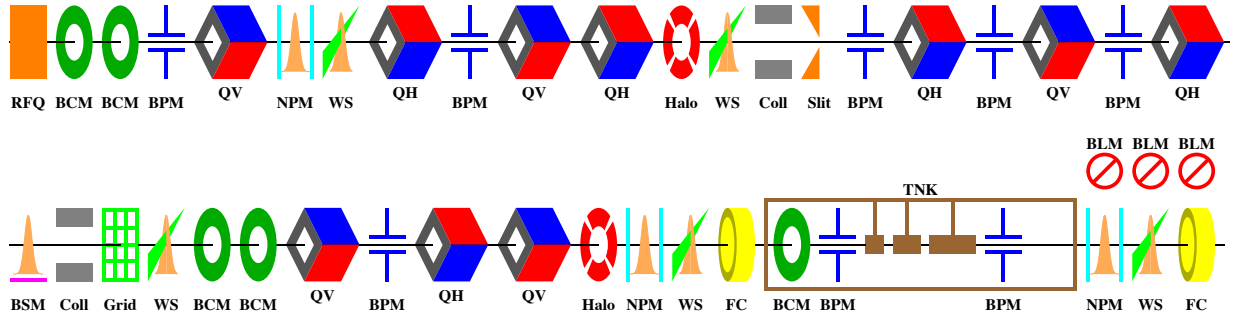 RFQ BCM BCM BPM QV NPM WS QH BPM QV QH Halo WS Coll Slit BPM QH BPM QV BPM QH
BLM BLM BLM
TNK
BSM Coll Grid WS BCM BCM QV BPM QH QV Halo NPM WS FC BCM BPM BPM NPM WS FC